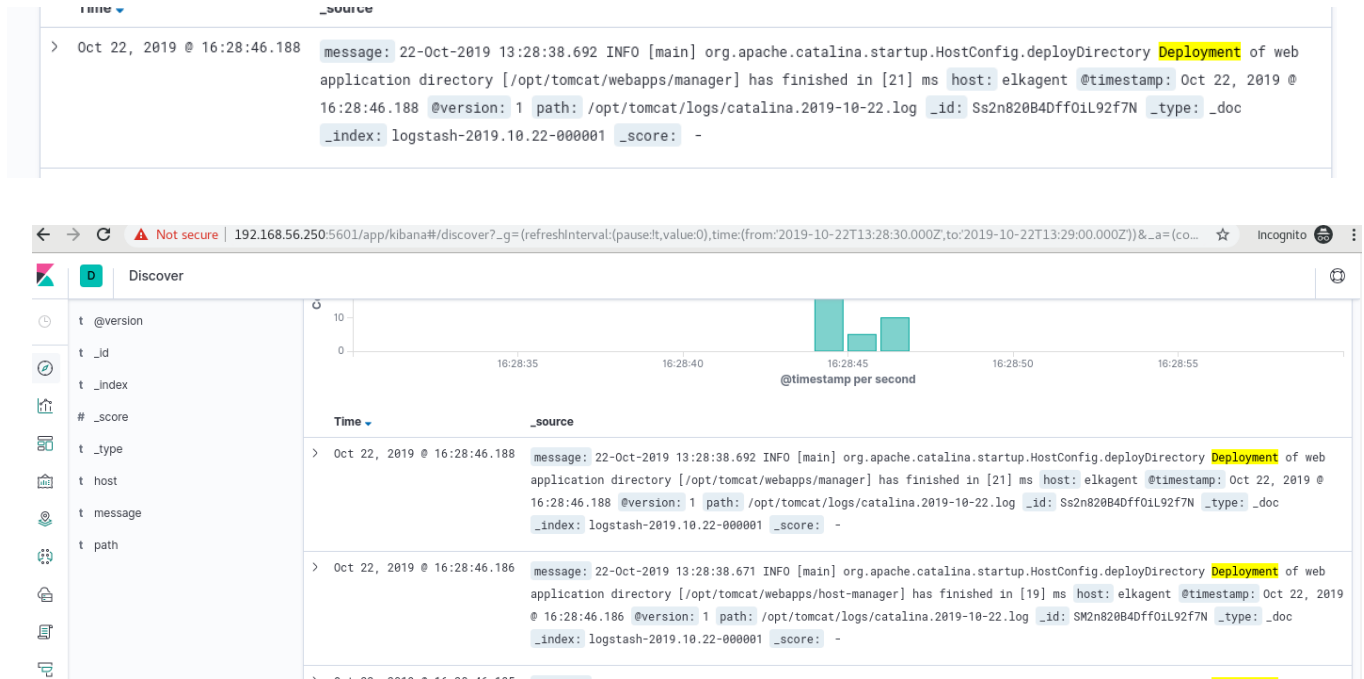 Time
_source
Oct 22, 2019 @ 16:28:46.188
message: 22-Oct-2019 13:28:38.692 INFO [main] org.apache.catalina.startup.HostConfig.deployDirectory Deployment of web
application directory [/opt/tomcat/webapps/manager] has finished in [21] ms host: elkagent @timestamp: Oct 22, 2019 @
16:28:46.188 @version: 1 path: /opt/tomcat/logs/catalina.2019-10-22.log _id: Ss2n820B4DffOiL92f7N _type: _doc
_index: logstash-2019.10.22-000001 _score: -
Not secure
192.168.56.250:5601/app/kibana#/discover?_g=(refreshInterval:(pause:!t,value:0),time:(from:'2019-10-22T13:28:30.000Z',to:'2019-10-22T13:29:00.000Z'))&_a=(co...
Incognito
D
Discover
t @version
t _id
t _index
# _score
t _type
t host
t message
t path
10
0
16:28:35
16:28:40
16:28:45
16:28:50
16:28:55
@timestamp per second
Time
_source
Oct 22, 2019 @ 16:28:46.188
message: 22-Oct-2019 13:28:38.692 INFO [main] org.apache.catalina.startup.HostConfig.deployDirectory Deployment of web
application directory [/opt/tomcat/webapps/manager] has finished in [21] ms host: elkagent @timestamp: Oct 22, 2019 @
16:28:46.188 @version: 1 path: /opt/tomcat/logs/catalina.2019-10-22.log _id: Ss2n820B4DffOiL92f7N _type: _doc
_index: logstash-2019.10.22-000001 _score: -
Oct 22, 2019 @ 16:28:46.186
message: 22-Oct-2019 13:28:38.671 INFO [main] org.apache.catalina.startup.HostConfig.deployDirectory Deployment of web
application directory [/opt/tomcat/webapps/host-manager] has finished in [19] ms host: elkagent @timestamp: Oct 22, 2019
@ 16:28:46.186 @version: 1 path: /opt/tomcat/logs/catalina.2019-10-22.log _id: SM2n820B4DffOiL92f7N _type: _doc
_index: logstash-2019.10.22-000001 _score: -